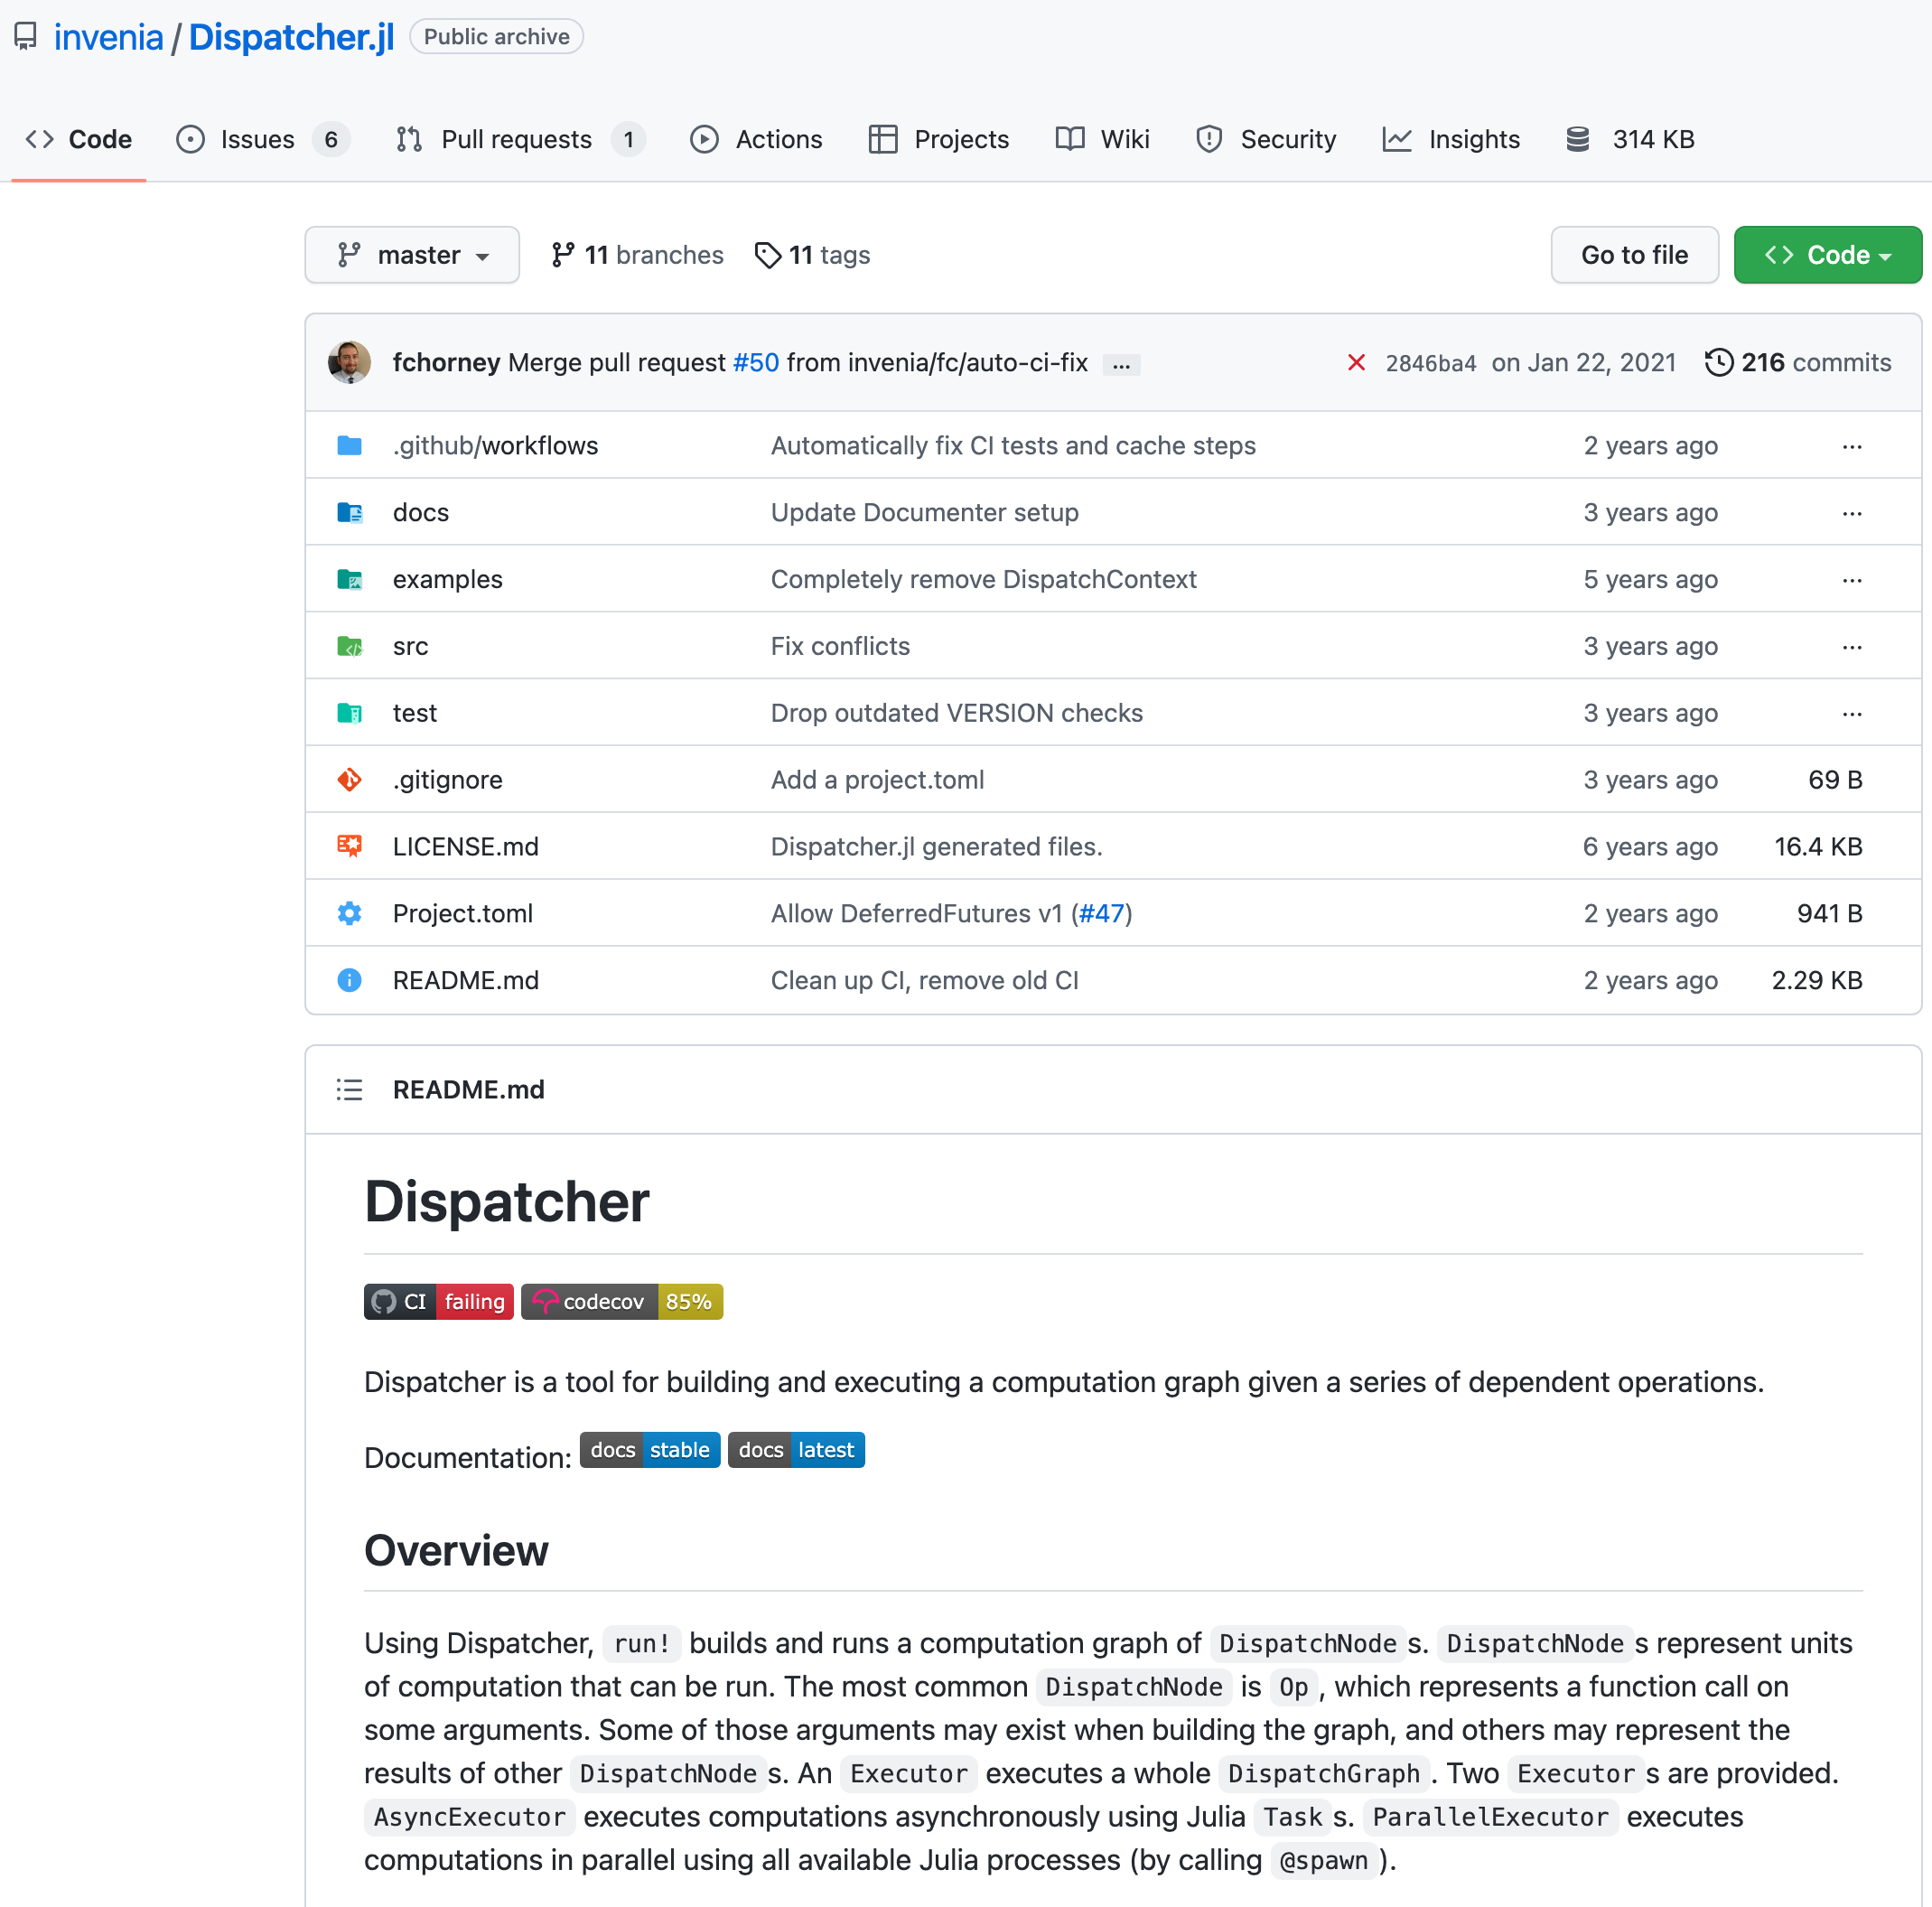 invenia / Dispatcher.jl Public archive
Code Issues 6 Pull requests 1 Actions Projects Wiki Security Insights 314 KB
master 11 branches 11 tags Go to file Code
fchorney Merge pull request #50 from invenia/fc/auto-ci-fix ... 2846ba4 on Jan 22, 2021 216 commits
.github/workflows Automatically fix CI tests and cache steps 2 years ago ...
docs Update Documenter setup 3 years ago ...
examples Completely remove DispatchContext 5 years ago ...
src Fix conflicts 3 years ago ...
test Drop outdated VERSION checks 3 years ago ...
.gitignore Add a project.toml 3 years ago 69 B
LICENSE.md Dispatcher.jl generated files. 6 years ago 16.4 KB
Project.toml Allow DeferredFutures v1 (#47) 2 years ago 941 B
README.md Clean up CI, remove old CI 2 years ago 2.29 KB
README.md
Dispatcher
CI failing codecov 85%
Dispatcher is a tool for building and executing a computation graph given a series of dependent operations.
Documentation: docs stable docs latest
Overview
Using Dispatcher, run! builds and runs a computation graph of DispatchNodes. DispatchNodes represent units
of computation that can be run. The most common DispatchNode is Op, which represents a function call on
some arguments. Some of those arguments may exist when building the graph, and others may represent the
results of other DispatchNodes. An Executor executes a whole DispatchGraph. Two Executors are provided.
AsyncExecutor executes computations asynchronously using Julia Tasks. ParallelExecutor executes
computations in parallel using all available Julia processes (by calling @spawn).